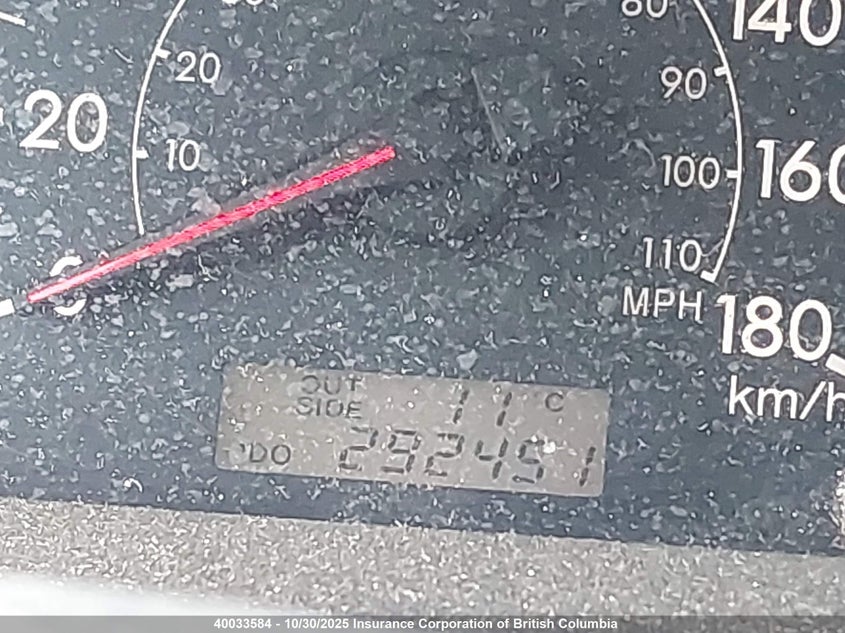 20
10
20
80
90
100
110
MPH
140
160
180
km/h
OUT
SIDE
11 °C
ODO 292451
40033584 - 10/30/2025 Insurance Corporation of British Columbia